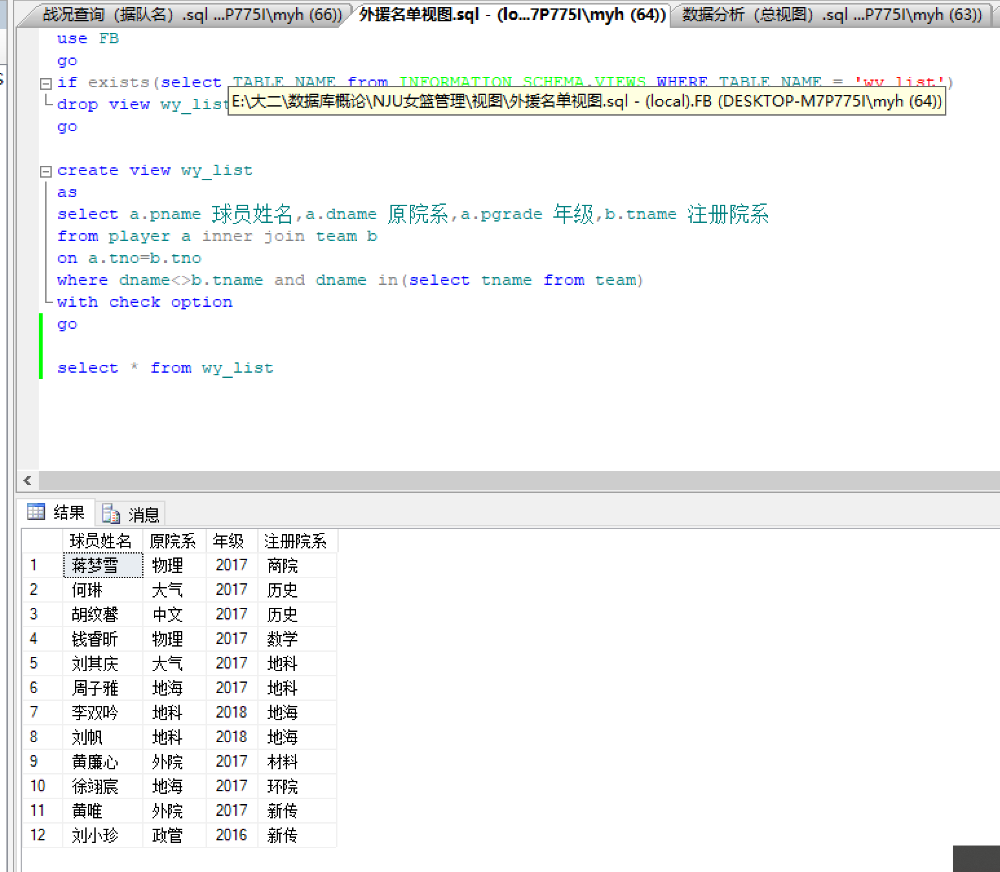 战况查询（据队名）.sql ...P775I\myh (66))
外援名单视图.sql - (lo...7P775I\myh (64))
数据分析（总视图）.sql ...P775I\myh (63))
use FB
go
if exists(select TABLE_NAME from INFORMATION_SCHEMA.VIEWS WHERE TABLE_NAME = 'wy_list')
drop view wy_list
E:\大二\数据库概论\NJU女篮管理\视图\外援名单视图.sql - (local).FB (DESKTOP-M7P775I\myh (64))
go
create view wy_list
as
select a.pname 球员姓名,a.dname 原院系,a.pgrade 年级,b.tname 注册院系
from player a inner join team b
on a.tno=b.tno
where dname<>b.tname and dname in(select tname from team)
with check option
go
select * from wy_list
结果 消息
球员姓名 原院系 年级 注册院系
1 蒋梦雪 物理 2017 商院
2 何琳 大气 2017 历史
3 胡纹馨 中文 2017 历史
4 钱睿昕 物理 2017 数学
5 刘其庆 大气 2017 地科
6 周子雅 地海 2017 地科
7 李双吟 地科 2018 地海
8 刘帆 地科 2018 地海
9 黄廉心 外院 2017 材料
10 徐翊宸 地海 2017 环院
11 黄唯 外院 2017 新传
12 刘小珍 政管 2016 新传